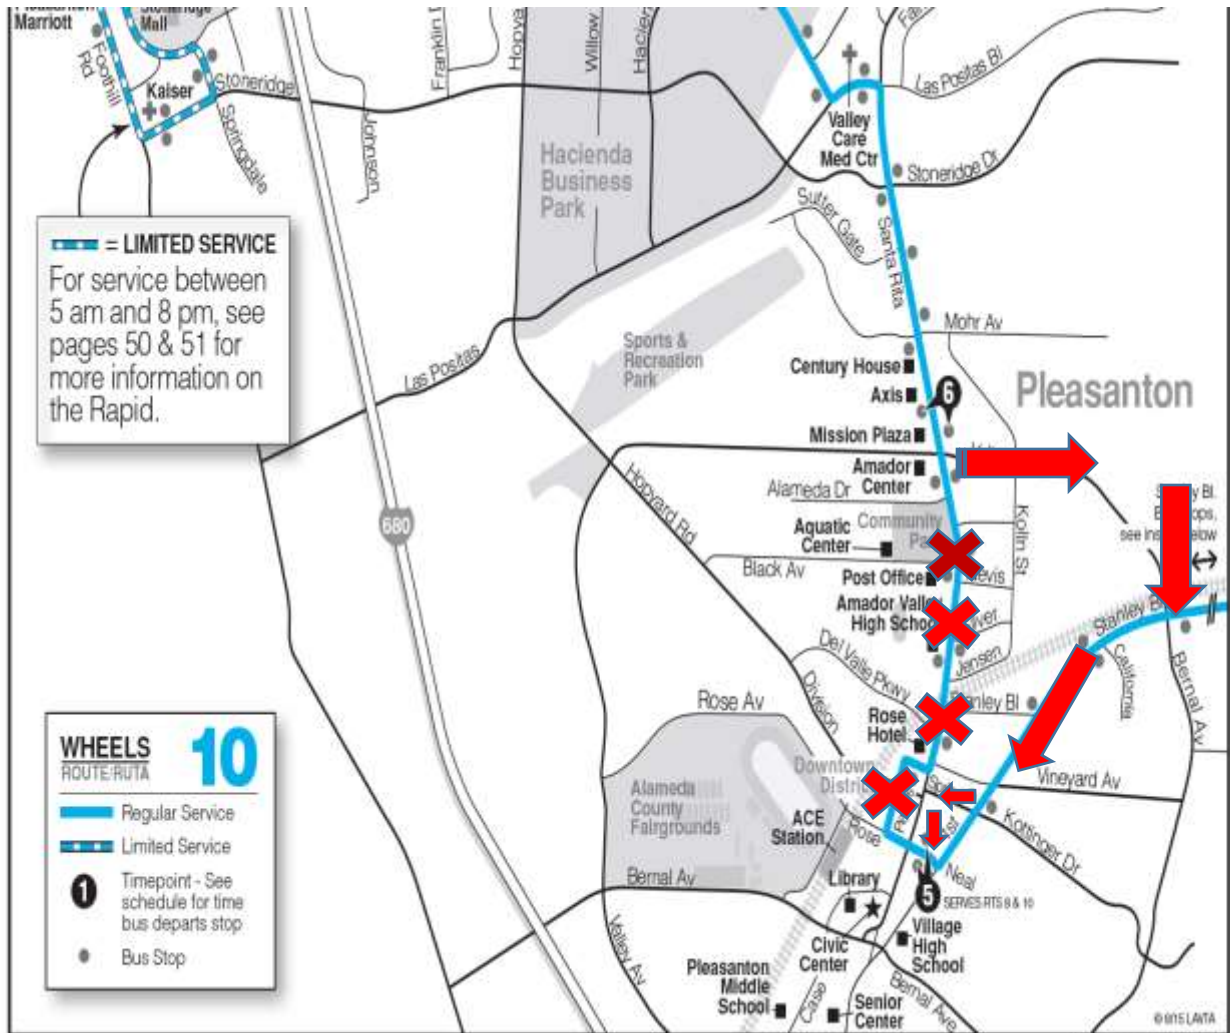 Marriott
Mall
Foothill
Rd
Kaiser
Stoneridge
Springdale
Johnson
Willow
Las Positas Bl
Valley
Care
Med Ctr
Stoneridge Dr
Hacienda
Business
Park
Sutter Gate
Santa Rita
= LIMITED SERVICE
For service between
5 am and 8 pm, see
pages 50 & 51 for
more information on
the Rapid.
Mohr Av
Sports &
Recreation
Park
Las Positas
Century House
Axis
6
Pleasanton
Mission Plaza
Amador
Center
Alameda Dr
Hopyard Rd
680
Kolln St
Aquatic
Center
Community
Black Av
Post Office
Amador Valley
High School
see
Stanley Bl
Jensen
California
Bernal Av
Del Valle Pkwy
Division
Rose Av
Rose
Hotel
Vineyard Av
Downtown
WHEELS
ROUTE/RUTA
10
Regular Service
Limited Service
1
Timepoint - See
schedule for time
bus departs stop
Bus Stop
Alameda
County
Fairgrounds
ACE
Station
Rose
Kottinger Dr
Neal
5
SERVES RTS 8 & 10
Bernal Av
Library
Civic
Center
Village
High
School
Valley Av
Pleasanton
Middle
School
Case
Senior
Center
Bernal Ave
© 8/15 LAVTA